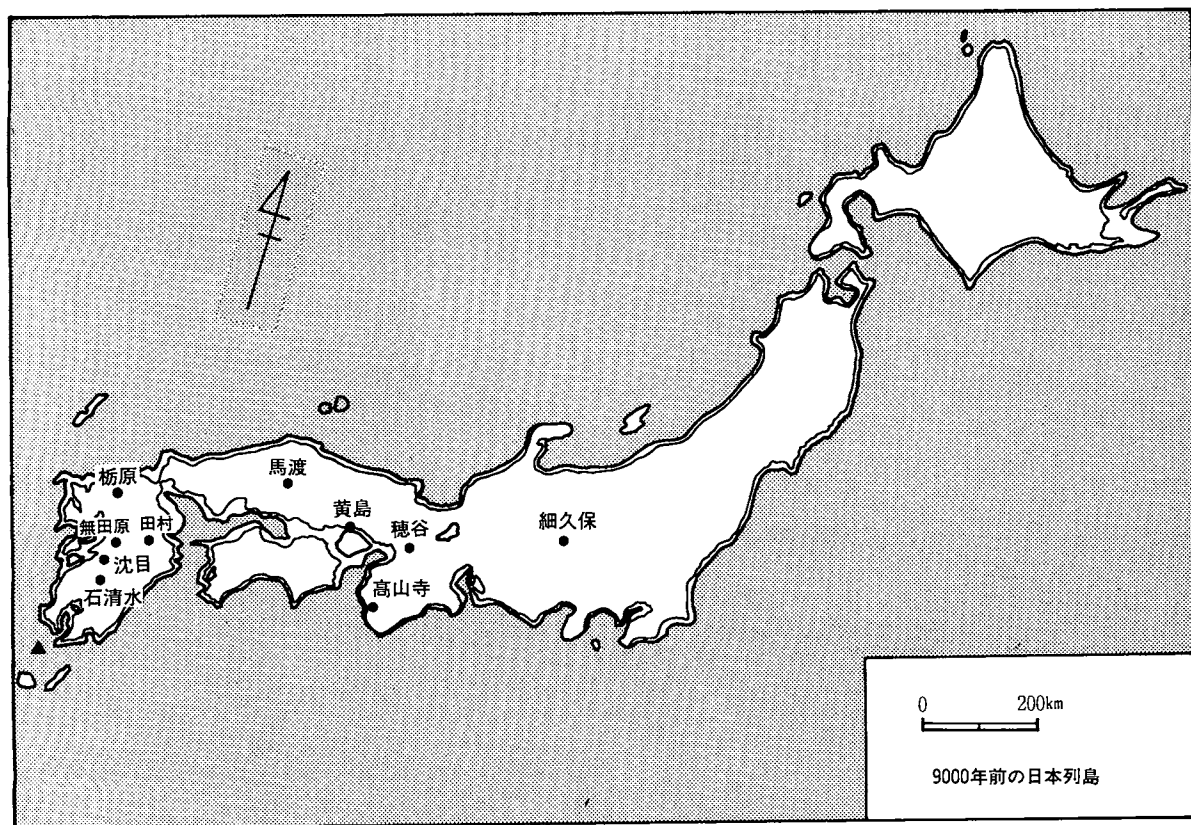 栃原
馬渡
無田原
田村
黄島
穂谷
細久保
沈目
石清水
高山寺
0 200km
9000年前の日本列島